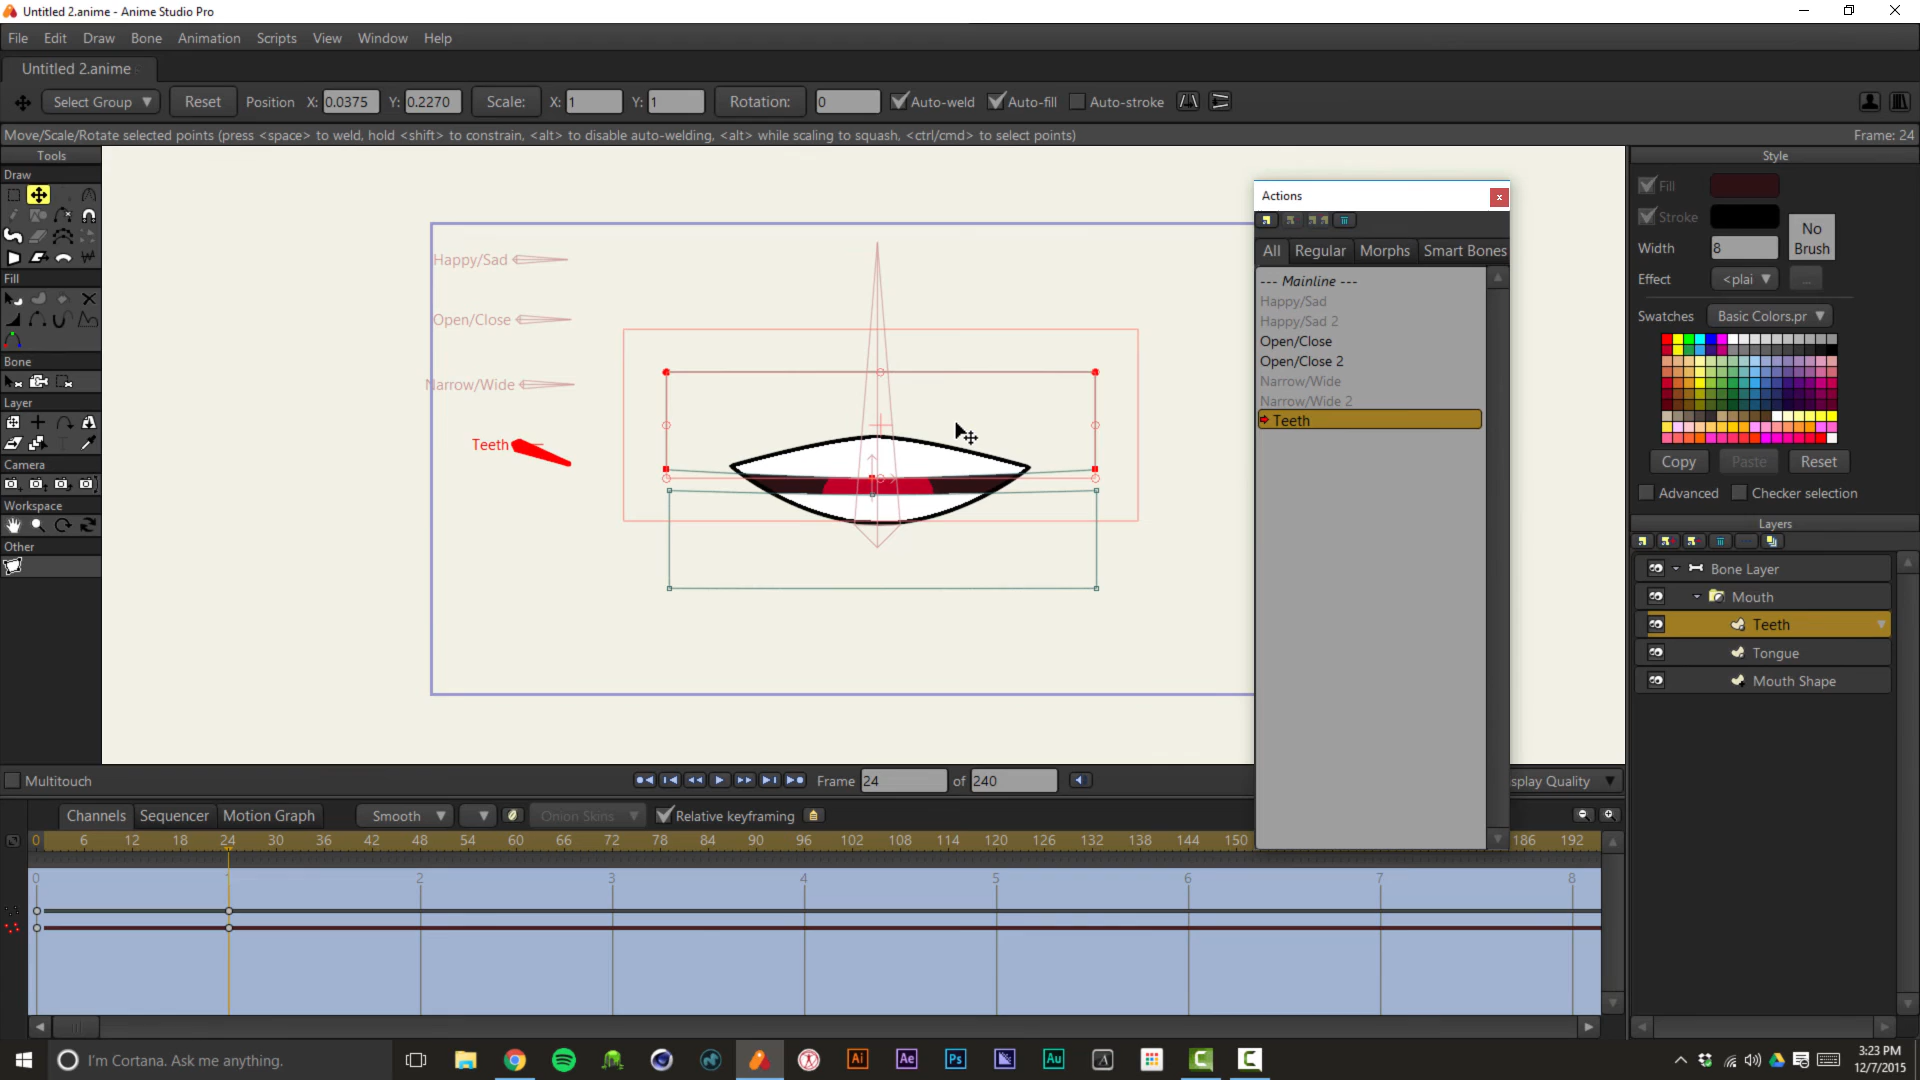 Untitled 2.anime - Anime Studio Pro
File Edit Draw Bone Animation Scripts View Window Help
Untitled 2.anime
Select Group Reset Position X: 0.0375 Y: 0.2270 Scale: X: 1 Y: 1 Rotation: 0 Auto-weld Auto-fill Auto-stroke
Move/Scale/Rotate selected points (press <space> to weld, hold <shift> to constrain, <alt> to disable auto-welding, <alt> while scaling to squash, <ctrl/cmd> to select points) Frame: 24
Tools
Draw
Fill
Bone
Layer
Camera
Workspace
Other
Happy/Sad
Open/Close
Narrow/Wide
Teeth
Actions
All Regular Morphs Smart Bones
--- Mainline ---
Happy/Sad
Happy/Sad 2
Open/Close
Open/Close 2
Narrow/Wide
Narrow/Wide 2
Teeth
Style
Fill
Stroke
No Brush
Width 8
Effect <plai ...
Swatches Basic Colors.pr
Copy Paste Reset
Advanced Checker selection
Layers
Bone Layer
Mouth
Teeth
Tongue
Mouth Shape
Multitouch Frame 24 of 240 splay Quality
Channels Sequencer Motion Graph Smooth Onion Skins Relative keyframing
0 6 12 18 24 30 36 42 48 54 60 66 72 78 84 90 96 102 108 114 120 126 132 138 144 150 186 192
0 2 3 4 5 6 7 8
I'm Cortana. Ask me anything.
Ai Ae Ps Au
3:23 PM
12/7/2015